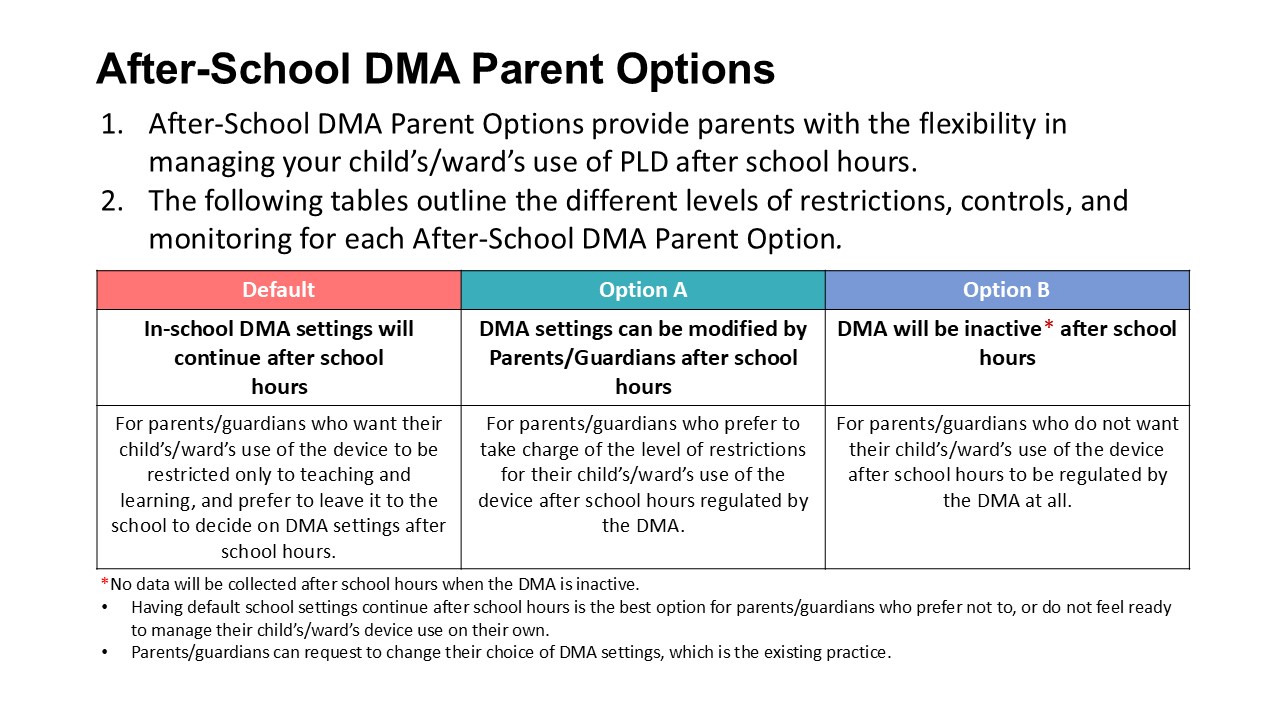 After-School DMA Parent Options
1. After-School DMA Parent Options provide parents with the flexibility in
managing your child’s/ward’s use of PLD after school hours.
2. The following tables outline the different levels of restrictions, controls, and
monitoring for each After-School DMA Parent Option.
Default
In-school DMA settings will
continue after school
hours
For parents/guardians who want their
child’s/ward’s use of the device to be
restricted only to teaching and
learning, and prefer to leave it to the
school to decide on DMA settings after
school hours.
Option A
DMA settings can be modified by
Parents/Guardians after school
hours
For parents/guardians who prefer to
take charge of the level of restrictions
for their child’s/ward’s use of the
device after school hours regulated by
the DMA.
Option B
DMA will be inactive* after school
hours
For parents/guardians who do not want
their child’s/ward’s use of the device
after school hours to be regulated by
the DMA at all.
*No data will be collected after school hours when the DMA is inactive.
• Having default school settings continue after school hours is the best option for parents/guardians who prefer not to, or do not feel ready
to manage their child’s/ward’s device use on their own.
• Parents/guardians can request to change their choice of DMA settings, which is the existing practice.